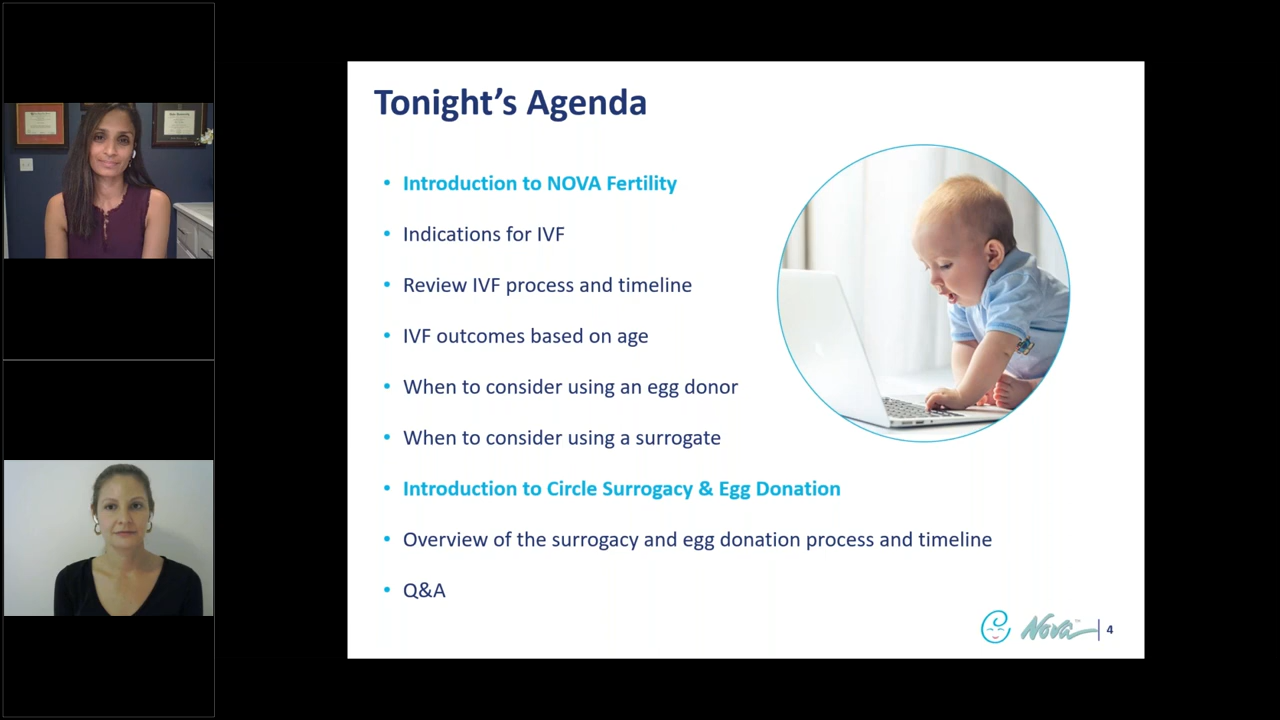 Tonight's Agenda
• Introduction to NOVA Fertility
• Indications for IVF
• Review IVF process and timeline
• IVF outcomes based on age
• When to consider using an egg donor
• When to consider using a surrogate
• Introduction to Circle Surrogacy & Egg Donation
• Overview of the surrogacy and egg donation process and timeline
• Q&A
Nova | 4